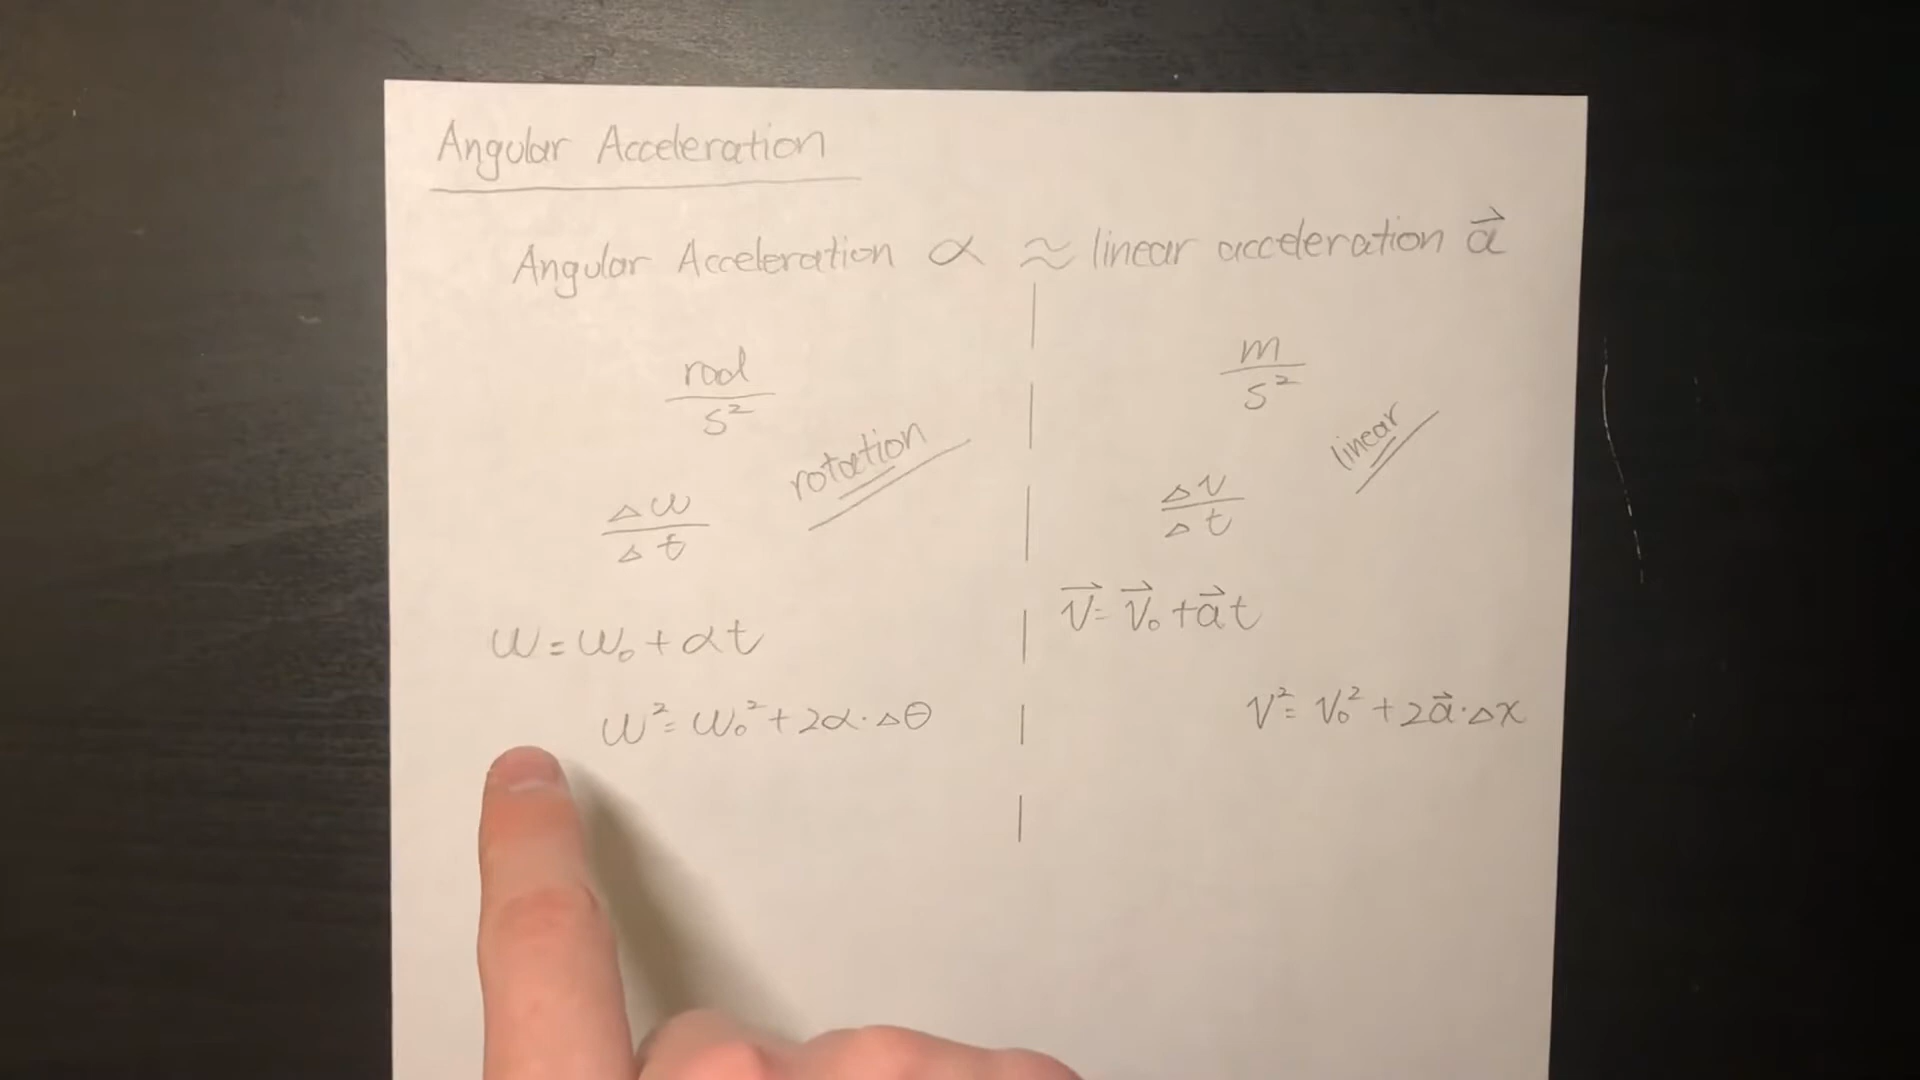 Angular Acceleration
Angular Acceleration α ≈ linear acceleration a⃗
rad/s²
m/s²
rotation
linear
Δω/Δt
Δv/Δt
ω = ω₀ + αt
v⃗ = v⃗₀ + a⃗t
ω² = ω₀² + 2α·Δθ
v² = v₀² + 2a⃗·Δx